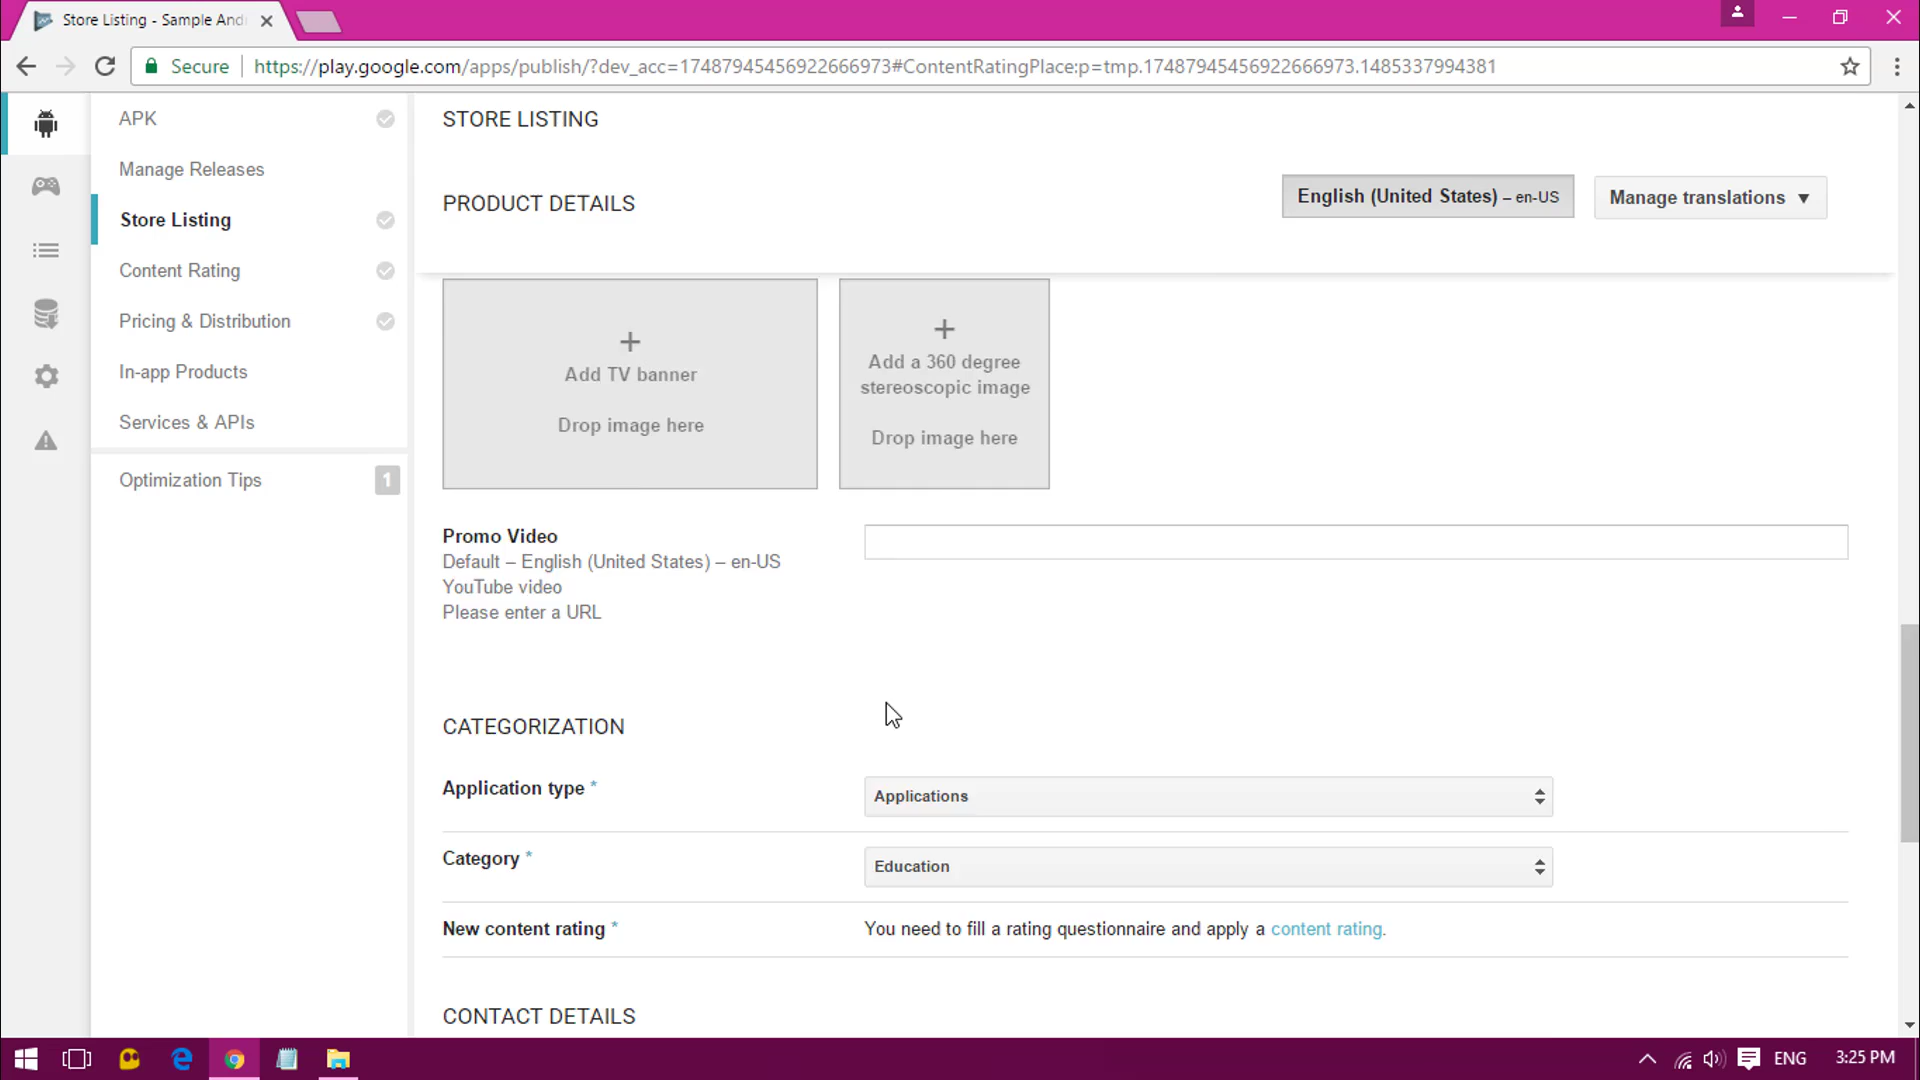 Store Listing - Sample And
Secure
https://play.google.com/apps/publish/?dev_acc=17487945456922666973#ContentRatingPlace:p=tmp.17487945456922666973.1485337994381
APK
Manage Releases
Store Listing
Content Rating
Pricing & Distribution
In-app Products
Services & APIs
Optimization Tips
1
STORE LISTING
PRODUCT DETAILS
English (United States) – en-US
Manage translations
Add TV banner
Drop image here
Add a 360 degree
stereoscopic image
Drop image here
Promo Video
Default – English (United States) – en-US
YouTube video
Please enter a URL
CATEGORIZATION
Application type *
Applications
Category *
Education
New content rating *
You need to fill a rating questionnaire and apply a content rating.
CONTACT DETAILS
ENG
3:25 PM